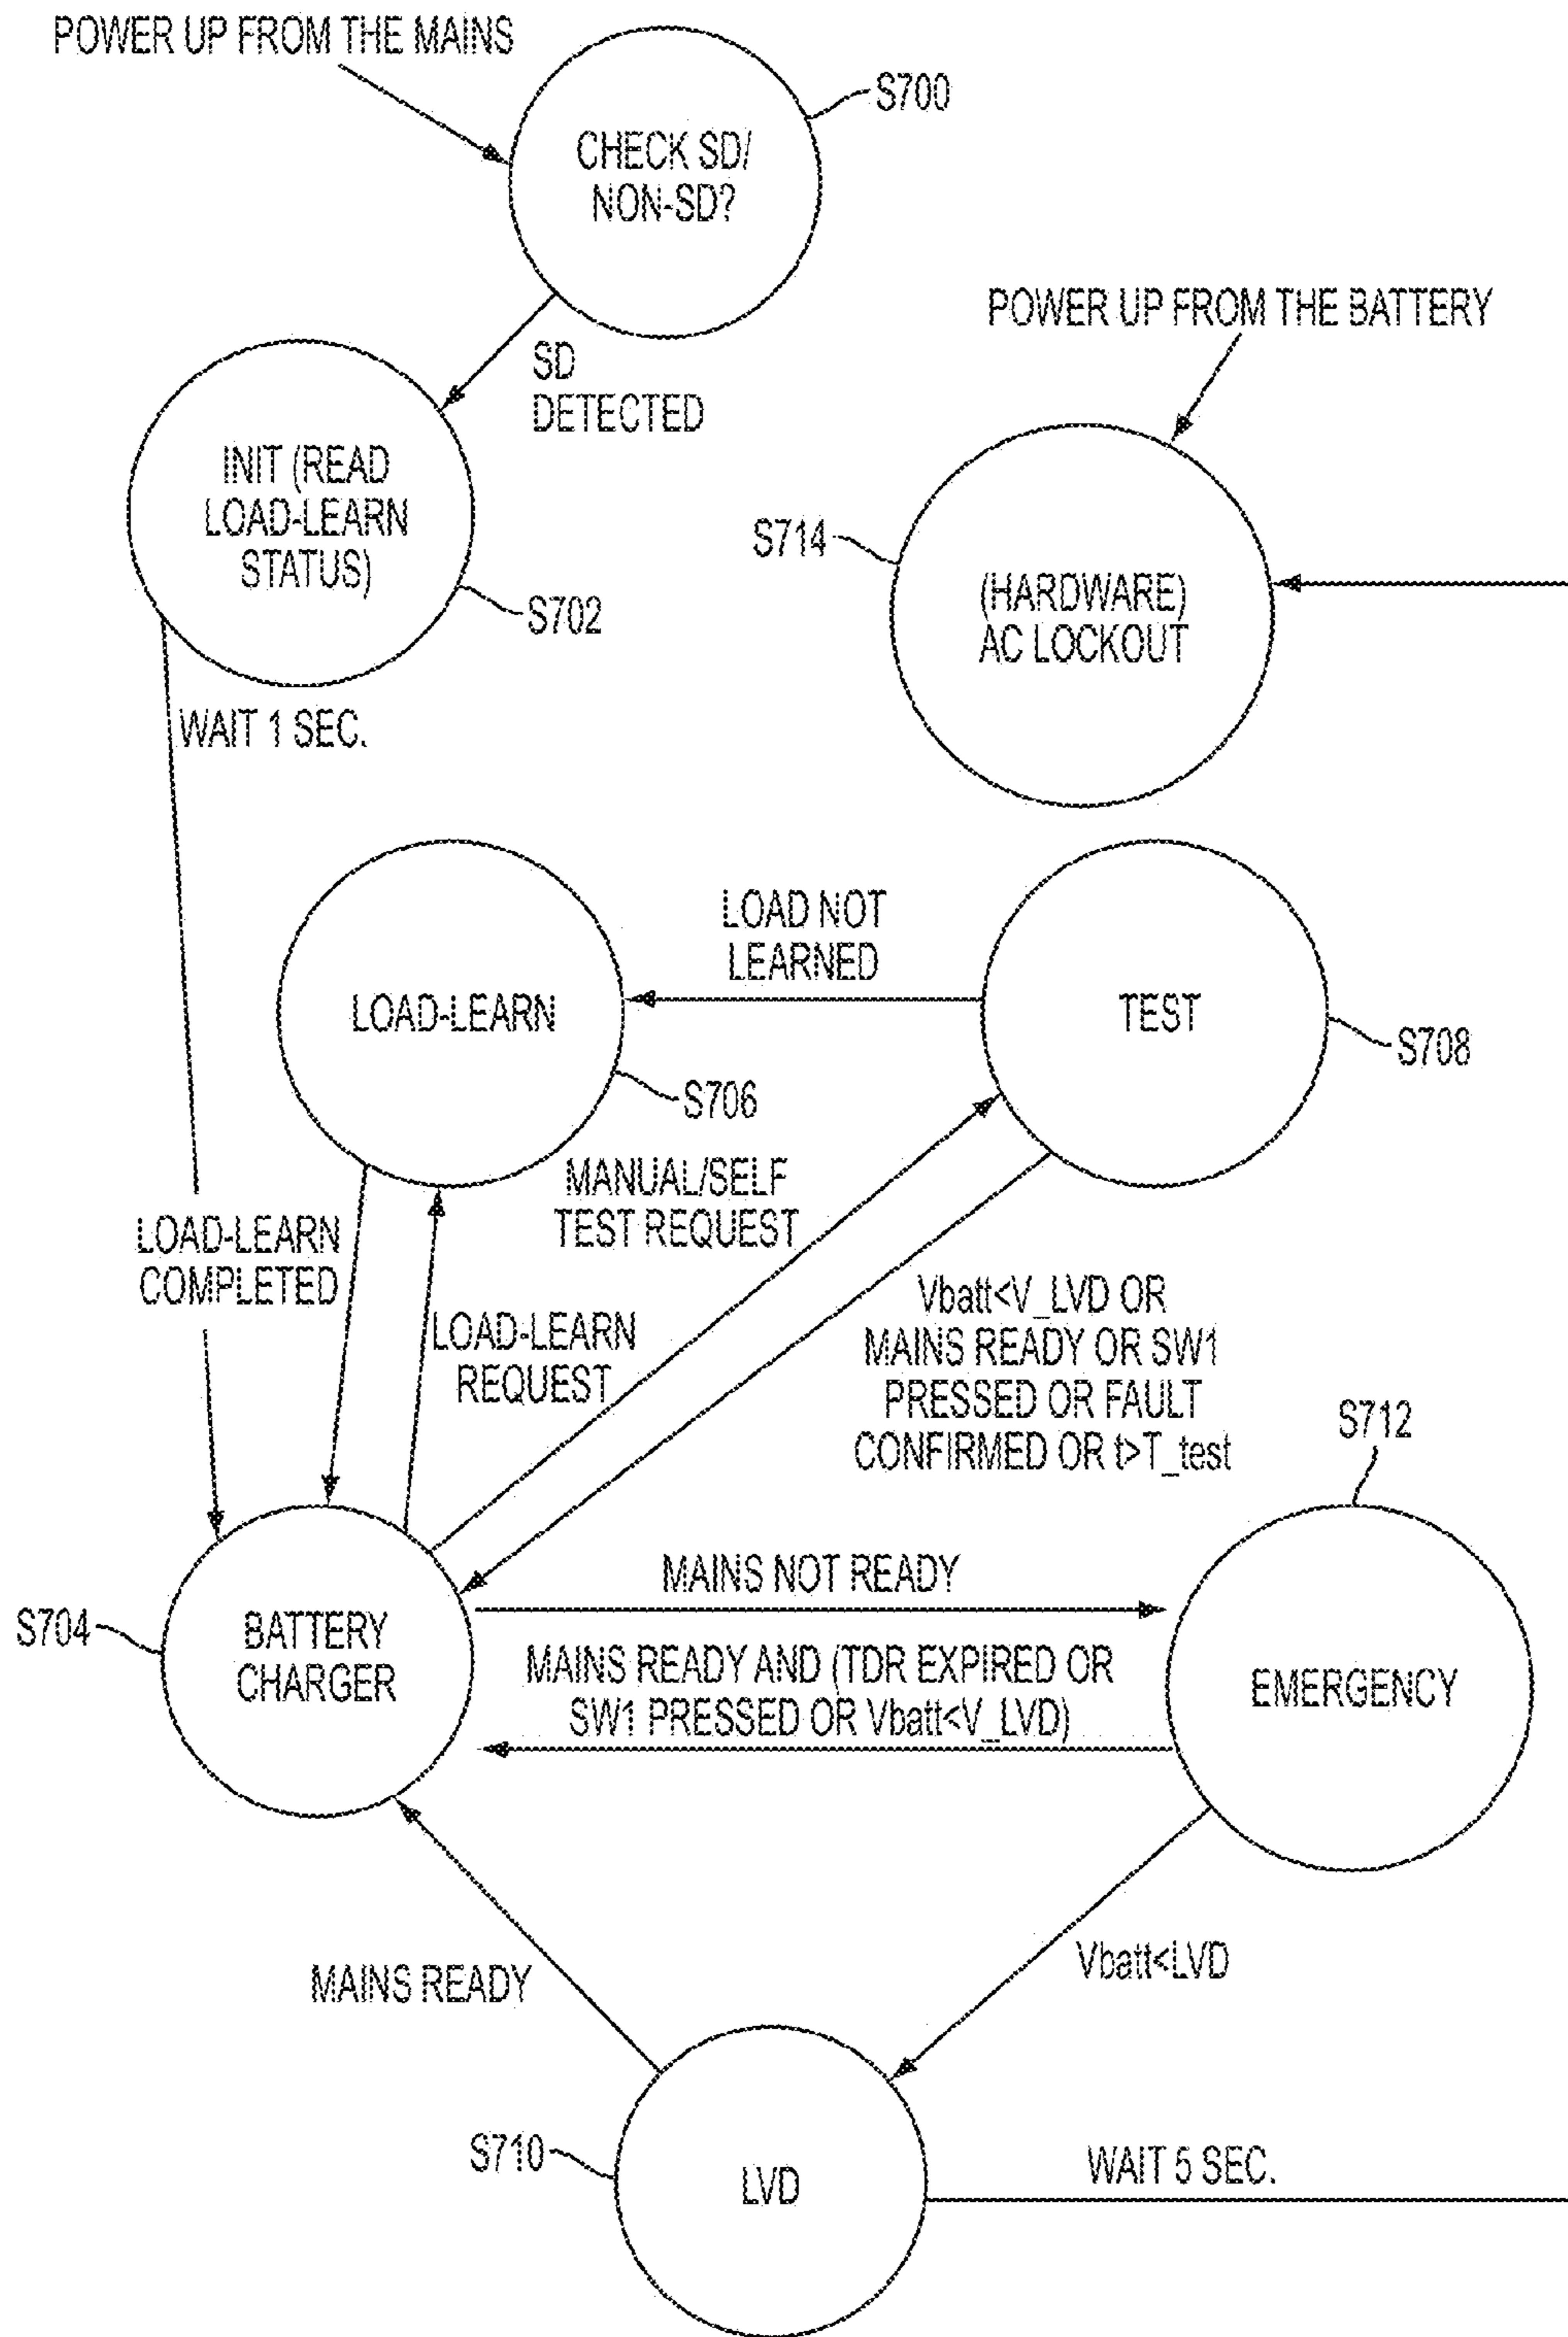 POWER UP FROM THE MAINS
S700
CHECK SD/
NON-SD?
SD
DETECTED
POWER UP FROM THE BATTERY
INIT (READ
LOAD-LEARN
STATUS)
S702
S714
(HARDWARE)
AC LOCKOUT
WAIT 1 SEC.
LOAD NOT
LEARNED
LOAD-LEARN
TEST
S706
S708
MANUAL/SELF
TEST REQUEST
LOAD-LEARN
COMPLETED
LOAD-LEARN
REQUEST
Vbatt<V_LVD OR
MAINS READY OR SW1
PRESSED OR FAULT
CONFIRMED OR t>T_test
S712
MAINS NOT READY
S704
BATTERY
CHARGER
MAINS READY AND (TDR EXPIRED OR
SW1 PRESSED OR Vbatt<V_LVD)
EMERGENCY
MAINS READY
Vbatt<LVD
S710
LVD
WAIT 5 SEC.